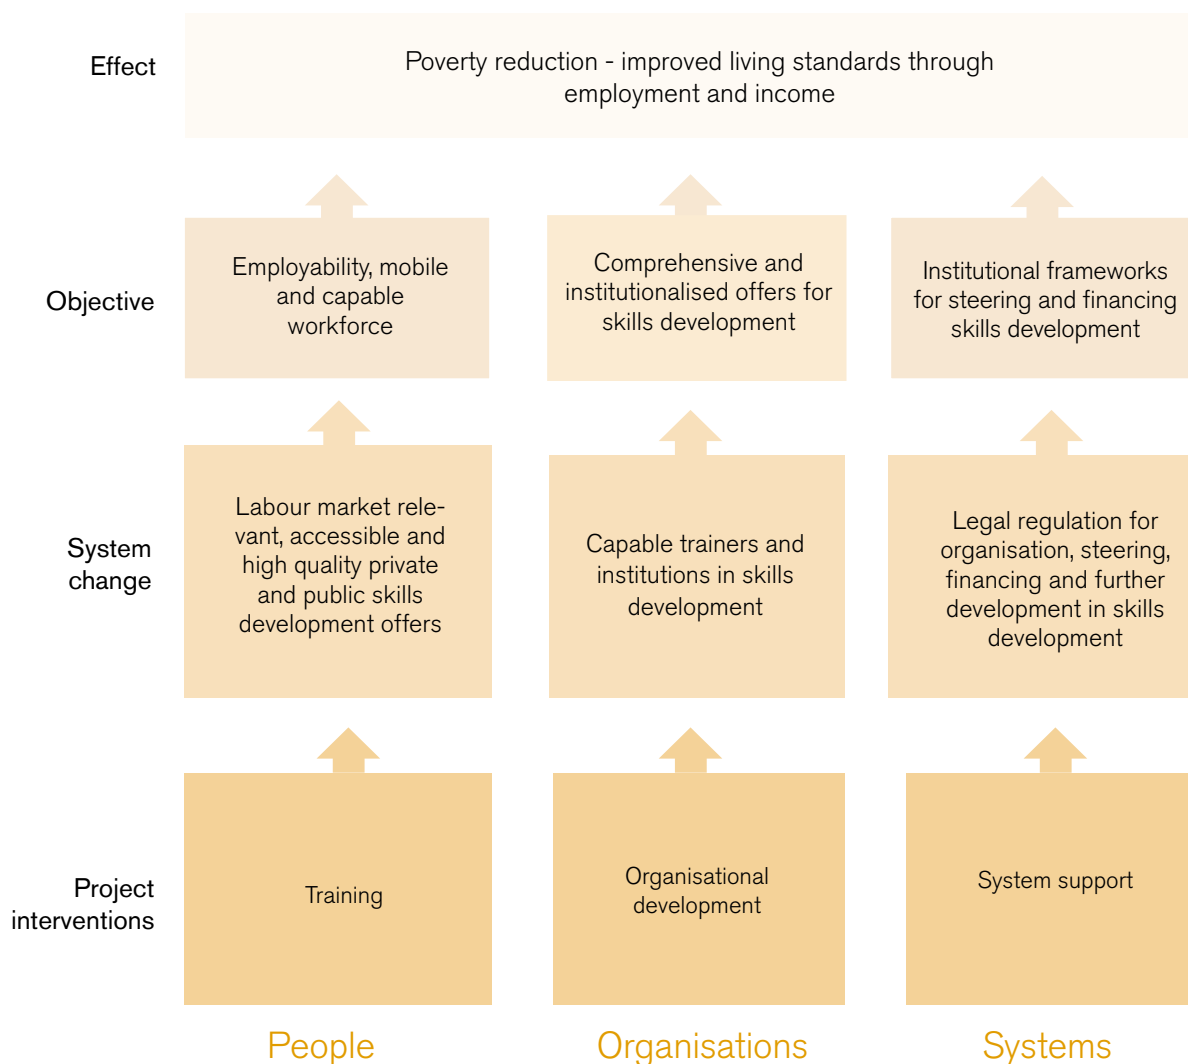 Effect
Poverty reduction - improved living standards through
employment and income
Objective
Employability, mobile
and capable
workforce
Comprehensive and
institutionalised offers for
skills development
Institutional frameworks
for steering and financing
skills development
System
change
Labour market rele-
vant, accessible and
high quality private
and public skills
development offers
Capable trainers and
institutions in skills
development
Legal regulation for
organisation, steering,
financing and further
development in skills
development
Project
interventions
Training
Organisational
development
System support
People
Organisations
Systems